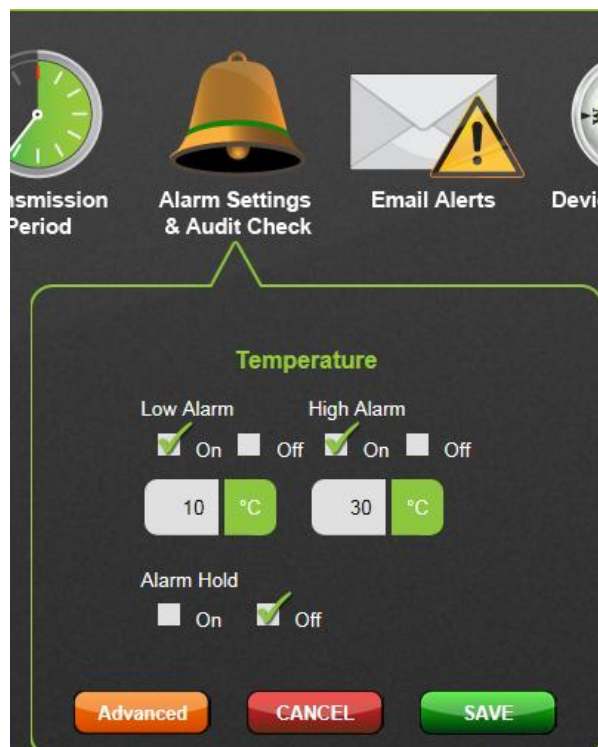 Alarm Settings
& Audit Check
Email Alerts
Period
Temperature
Low Alarm High Alarm
On Off On Off
10 °C 30 °C
Alarm Hold
On Off
Advanced CANCEL SAVE